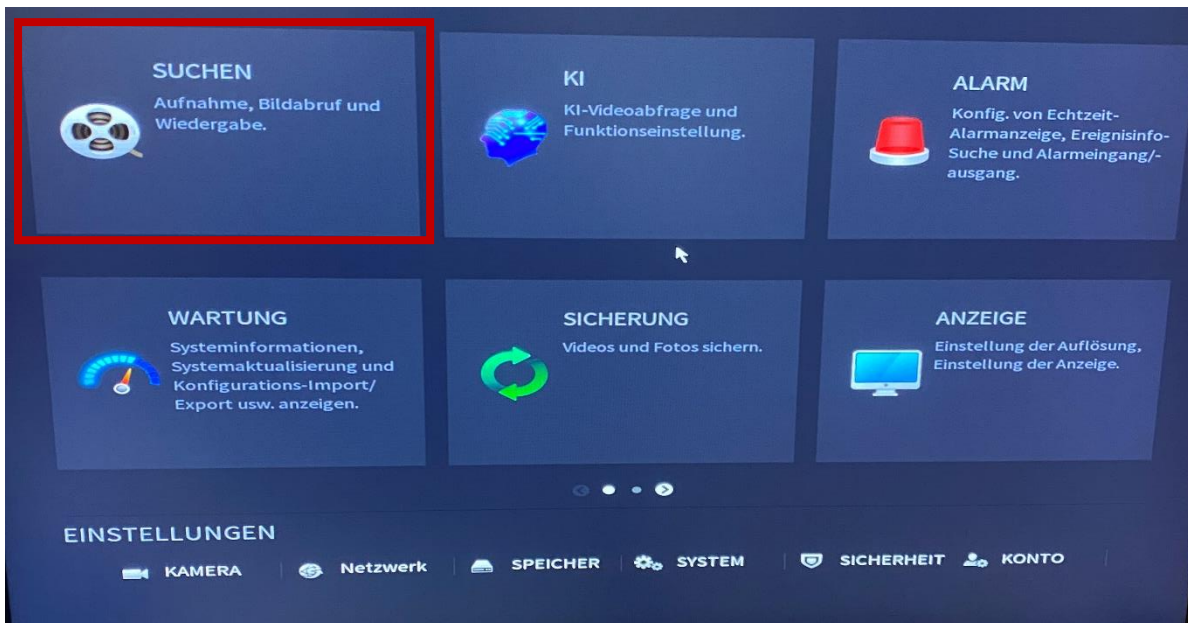 SUCHEN
Aufnahme, Bildabruf und
Wiedergabe.
KI
KI-Videoabfrage und
Funktionseinstellung.
ALARM
Konfig. von Echtzeit-
Alarmanzeige, Ereignisinfo-
Suche und Alarmeingang/-
ausgang.
WARTUNG
Systeminformationen,
Systemaktualisierung und
Konfigurations-Import/
Export usw. anzeigen.
SICHERUNG
Videos und Fotos sichern.
ANZEIGE
Einstellung der Auflösung,
Einstellung der Anzeige.
EINSTELLUNGEN
KAMERA
Netzwerk
SPEICHER
SYSTEM
SICHERHEIT
KONTO